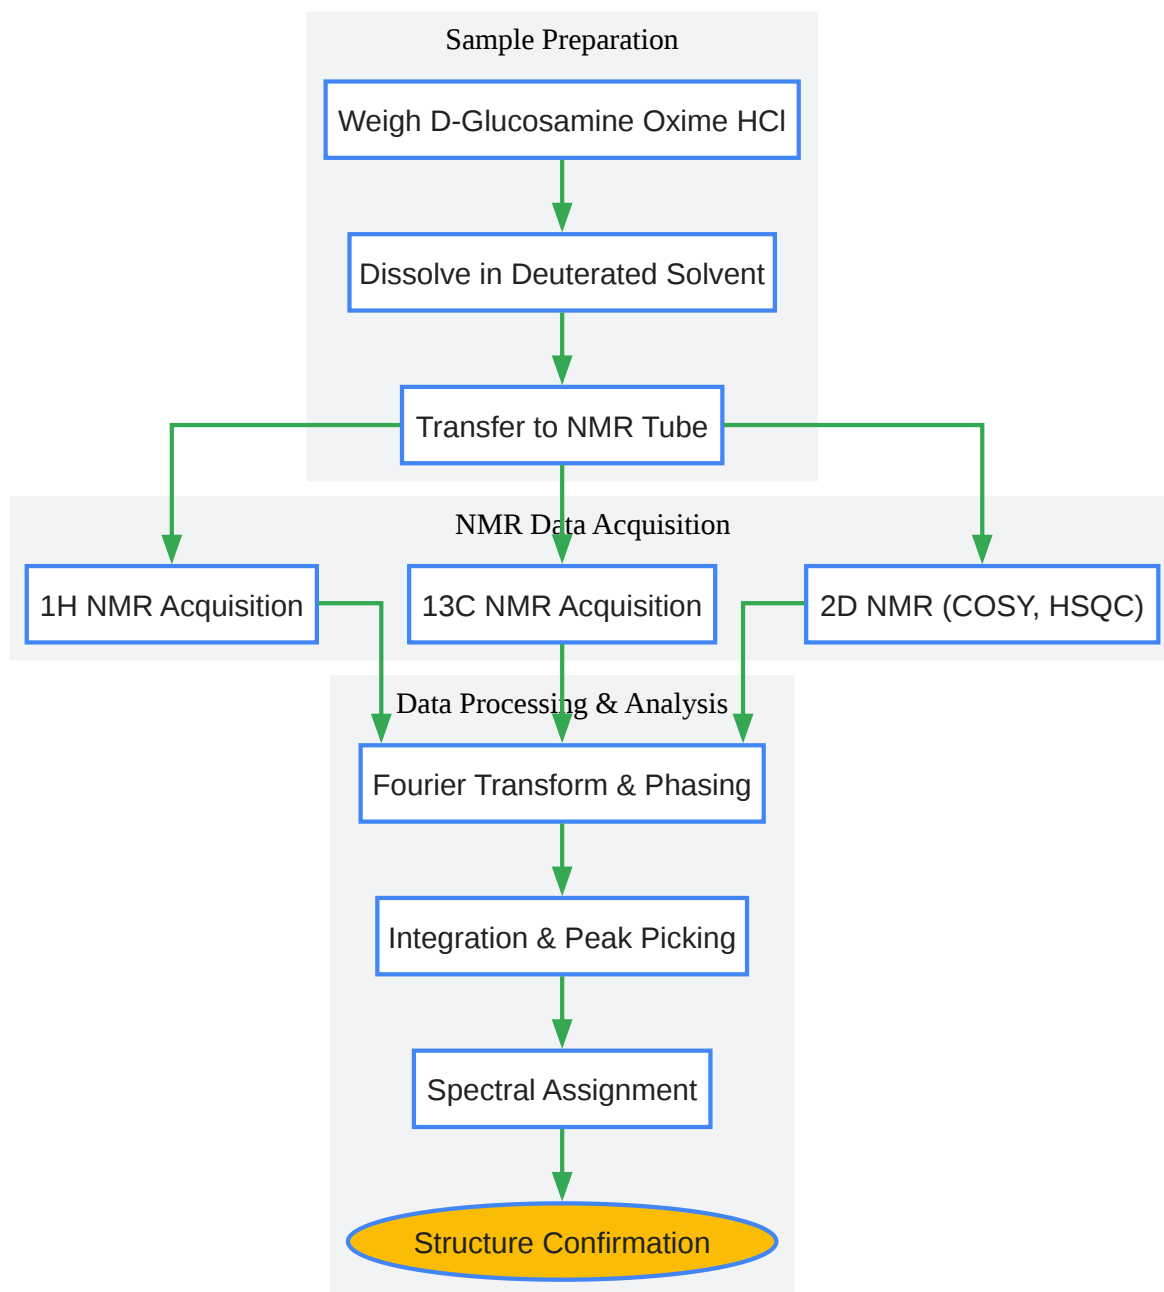 Sample Preparation
Weigh D-Glucosamine Oxime HCl
Dissolve in Deuterated Solvent
Transfer to NMR Tube
NMR Data Acquisition
1H NMR Acquisition
13C NMR Acquisition
2D NMR (COSY, HSQC)
Data Processing & Analysis
Fourier Transform & Phasing
Integration & Peak Picking
Spectral Assignment
Structure Confirmation